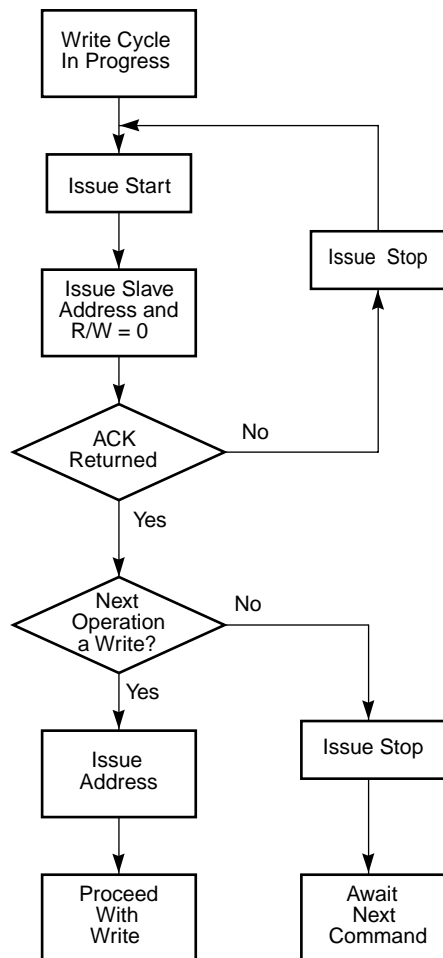 Write Cycle
In Progress
Issue Start
Issue Stop
Issue Slave
Address and
R/W = 0
ACK
Returned
No
Yes
Next
Operation
a Write?
No
Yes
Issue
Address
Issue Stop
Proceed
With
Write
Await
Next
Command